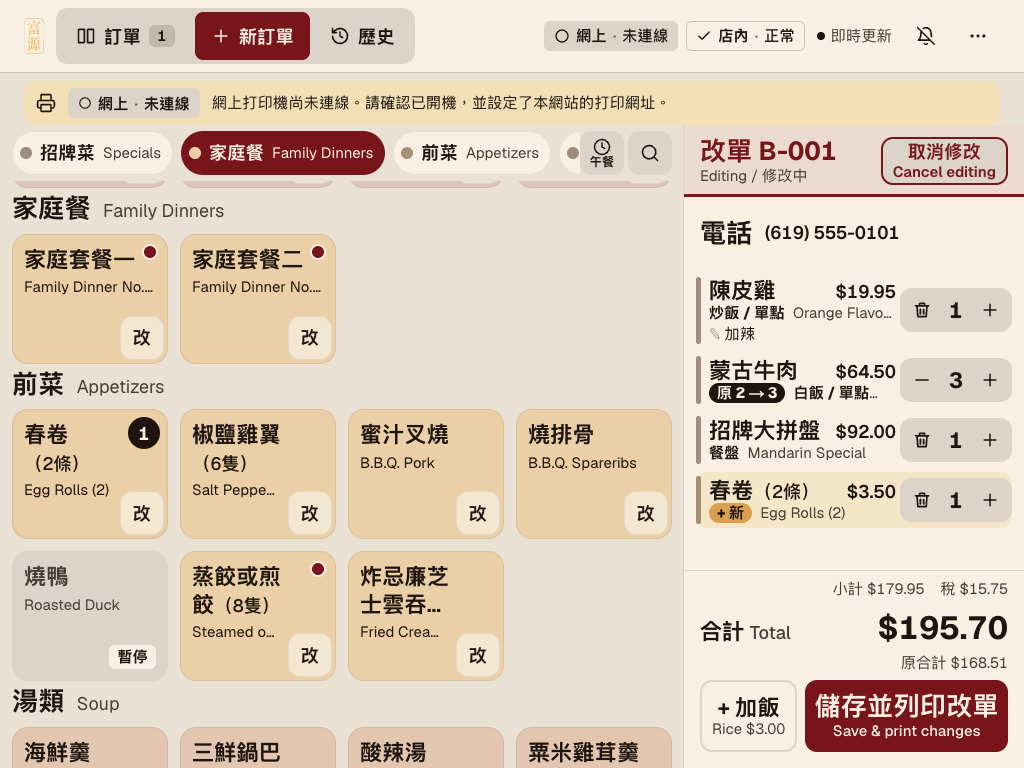 富源
訂單 1
新訂單
歷史
網上 · 未連線
店內 · 正常
即時更新
網上 · 未連線
網上打印機尚未連線。請確認已開機，並設定了本網站的打印網址。
招牌菜 Specials
家庭餐 Family Dinners
前菜 Appetizers
午餐
家庭餐 Family Dinners
家庭套餐一
Family Dinner No....
改
家庭套餐二
Family Dinner No....
改
前菜 Appetizers
春卷
（2條）
1
Egg Rolls (2)
改
椒鹽雞翼
（6隻）
Salt Peppe...
改
蜜汁叉燒
B.B.Q. Pork
改
燒排骨
B.B.Q. Spareribs
改
燒鴨
Roasted Duck
暫停
蒸餃或煎
餃（8隻）
Steamed o...
改
炸忌廉芝
士雲吞...
Fried Crea...
改
湯類 Soup
海鮮羹
三鮮鍋巴
酸辣湯
粟米雞茸羹
改單 B-001
Editing / 修改中
取消修改
Cancel editing
電話 (619) 555-0101
陳皮雞 $19.95
炒飯 / 單點 Orange Flavo...
✎ 加辣
1
蒙古牛肉 $64.50
原 2 → 3 白飯 / 單點...
3
招牌大拼盤 $92.00
餐盤 Mandarin Special
1
春卷（2條） $3.50
+ 新 Egg Rolls (2)
1
小計 $179.95 稅 $15.75
合計 Total $195.70
原合計 $168.51
+ 加飯
Rice $3.00
儲存並列印改單
Save & print changes